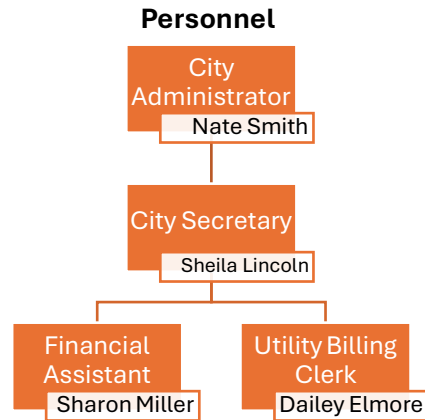 Personnel
City
Administrator
Nate Smith
City Secretary
Sheila Lincoln
Financial
Assistant
Sharon Miller
Utility Billing
Clerk
Dailey Elmore